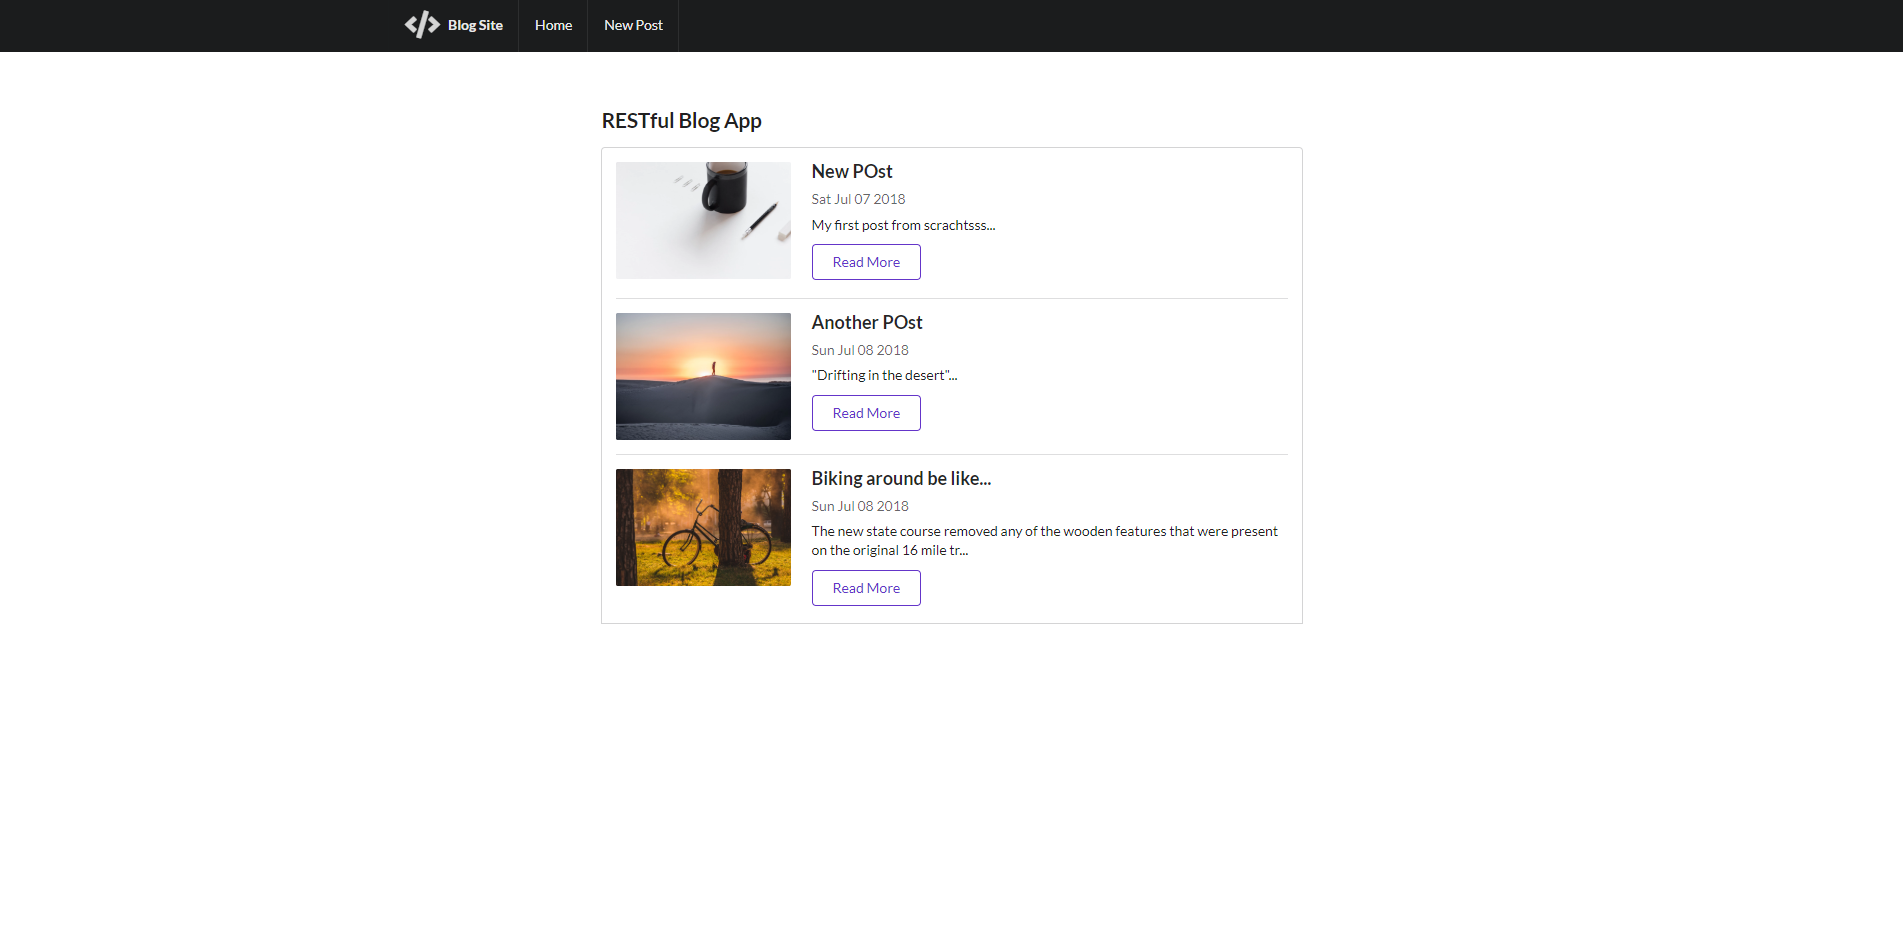 Blog Site
Home
New Post
RESTful Blog App
New POst
Sat Jul 07 2018
My first post from scrachtsss...
Read More
Another POst
Sun Jul 08 2018
"Drifting in the desert"...
Read More
Biking around be like...
Sun Jul 08 2018
The new state course removed any of the wooden features that were present
on the original 16 mile tr...
Read More